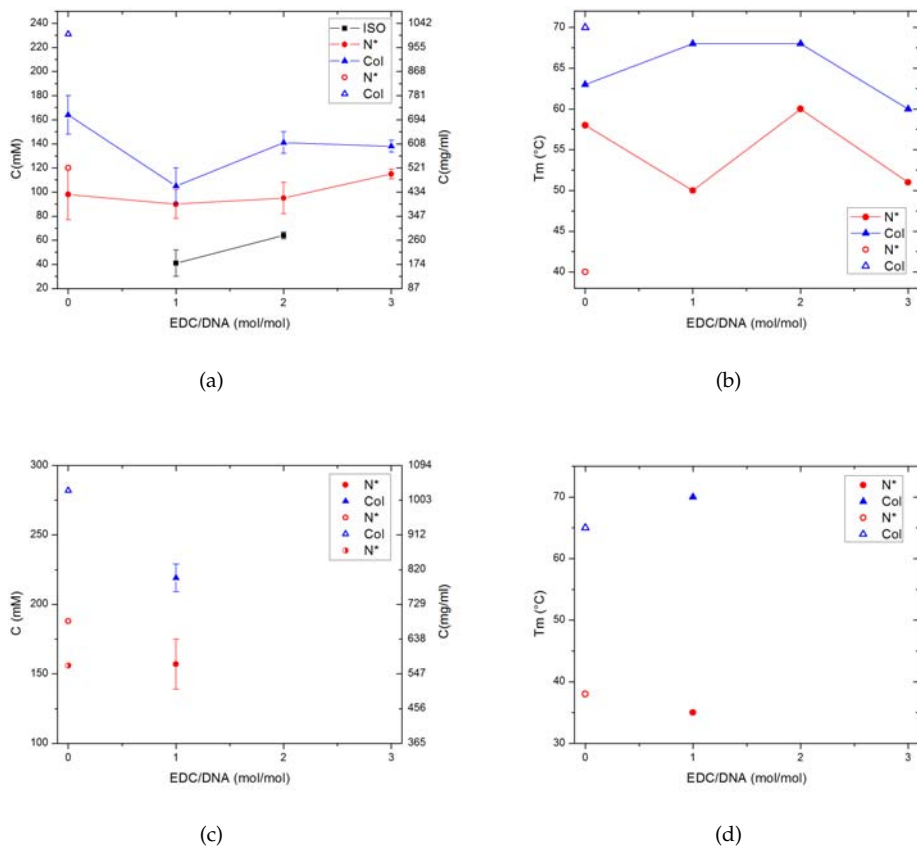 240
220
200
180
160
140
120
100
80
60
40
20
C(mM)
0
1
2
3
EDC/DNA (mol/mol)
1042
955
868
781
694
608
521
434
347
260
174
87
C(mg/ml)
ISO
N*
Col
N*
Col
(a)
70
65
60
55
50
45
40
Tm (°C)
0
1
2
3
EDC/DNA (mol/mol)
N*
Col
N*
Col
(b)
300
250
200
150
100
C (mM)
0
1
2
3
EDC/DNA (mol/mol)
1094
1003
912
820
729
638
547
456
365
C(mg/ml)
N*
Col
N*
Col
N*
(c)
70
60
50
40
30
Tm (°C)
0
1
2
3
EDC/DNA (mol/mol)
N*
Col
N*
Col
(d)